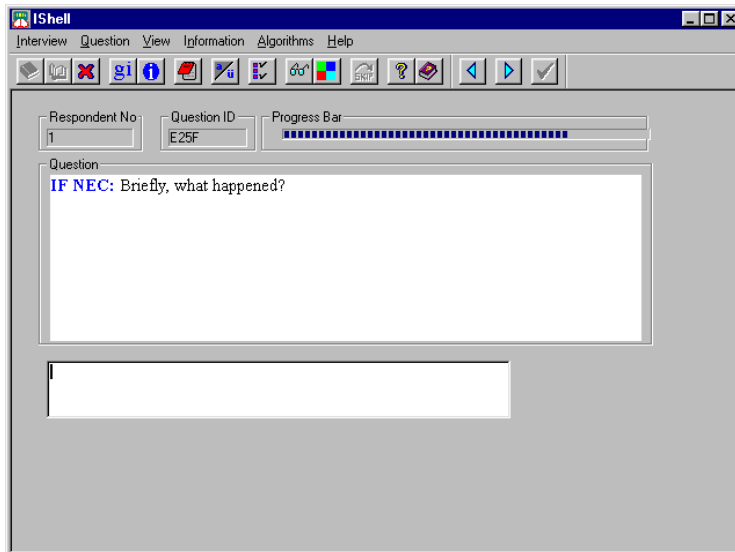 IShell
Interview Question View Information Algorithms Help
gi i a/ü SKIP ?
Respondent No Question ID Progress Bar
1 E25F
Question
IF NEC: Briefly, what happened?